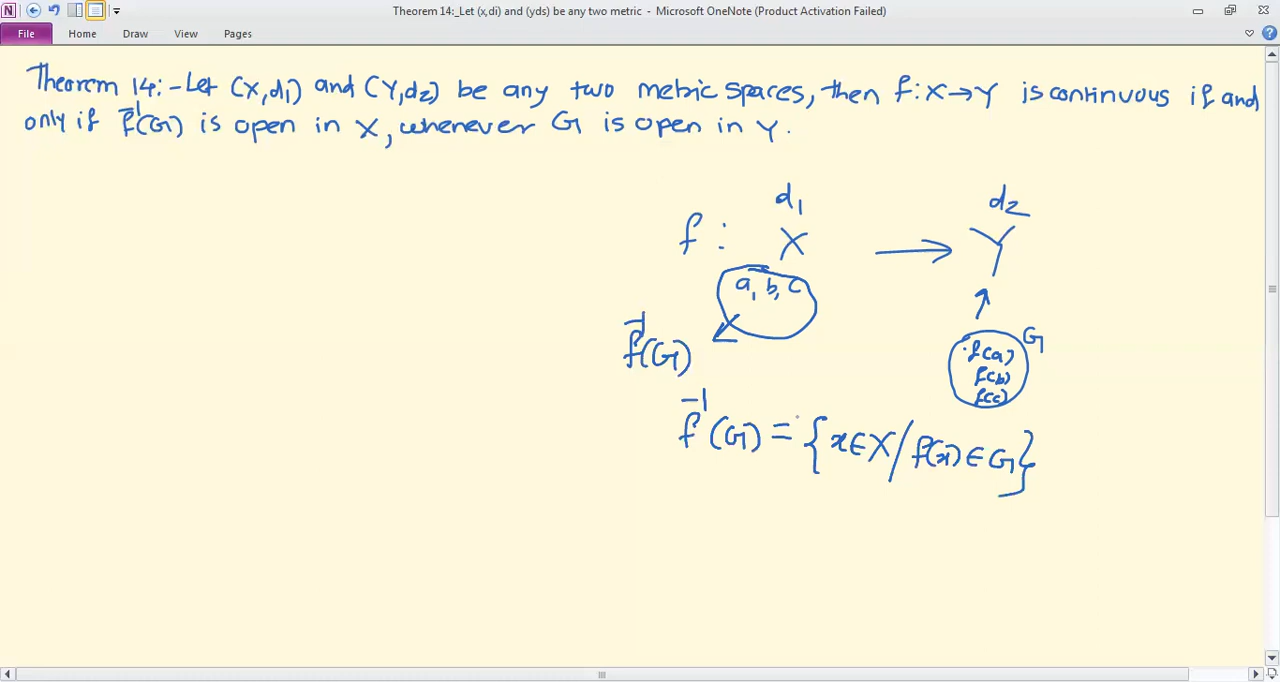 Theorem 14:_Let (x,di) and (yds) be any two metric - Microsoft OneNote (Product Activation Failed)
File Home Draw View Pages
Theorem 14:-Let (X,d1) and (Y,d2) be any two metric spaces, then f:X→Y is continuous if and
only if f⁻¹(G) is open in X, whenever G is open in Y.
d1 d2
f : X → Y
a, b, c
f⁻¹(G)
G
f(a)
f(b)
f(c)
f⁻¹(G) = {x∈X/f(x)∈G}